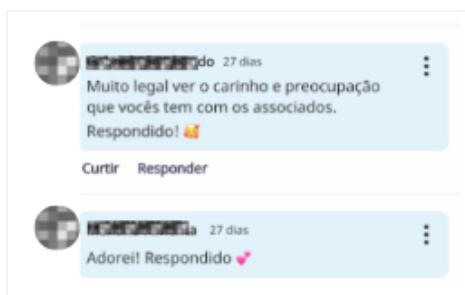 27 dias
Muito legal ver o carinho e preocupação
que vocês tem com os associados.
Respondido! 🥰
Curtir Responder
27 dias
Adorei! Respondido 💕